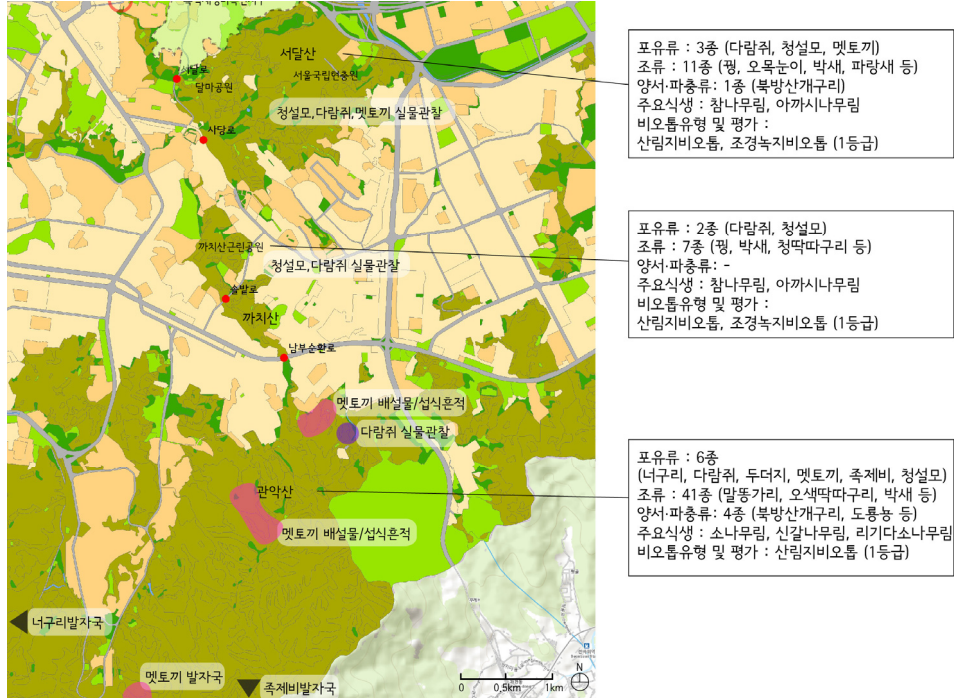 서달산
서울국립현충원
서달로
달마공원
청설모,다람쥐,멧토끼 실물관찰
사당로
까치산근린공원
청설모,다람쥐 실물관찰
솔밭로
까치산
남부순환로
멧토끼 배설물/섭식흔적
다람쥐 실물관찰
관악산
멧토끼 배설물/섭식흔적
너구리발자국
멧토끼 발자국
족제비발자국
0 0.5km 1km
N
포유류 : 3종 (다람쥐, 청설모, 멧토끼)
조류 : 11종 (꿩, 오목눈이, 박새, 파랑새 등)
양서·파충류: 1종 (북방산개구리)
주요식생 : 참나무림, 아까시나무림
비오톱유형 및 평가 :
산림지비오톱, 조경녹지비오톱 (1등급)
포유류 : 2종 (다람쥐, 청설모)
조류 : 7종 (꿩, 박새, 청딱따구리 등)
양서·파충류: -
주요식생 : 참나무림, 아까시나무림
비오톱유형 및 평가 :
산림지비오톱, 조경녹지비오톱 (1등급)
포유류 : 6종
(너구리, 다람쥐, 두더지, 멧토끼, 족제비, 청설모)
조류 : 41종 (말똥가리, 오색딱따구리, 박새 등)
양서·파충류: 4종 (북방산개구리, 도롱뇽 등)
주요식생 : 소나무림, 신갈나무림, 리기다소나무림
비오톱유형 및 평가 : 산림지비오톱 (1등급)